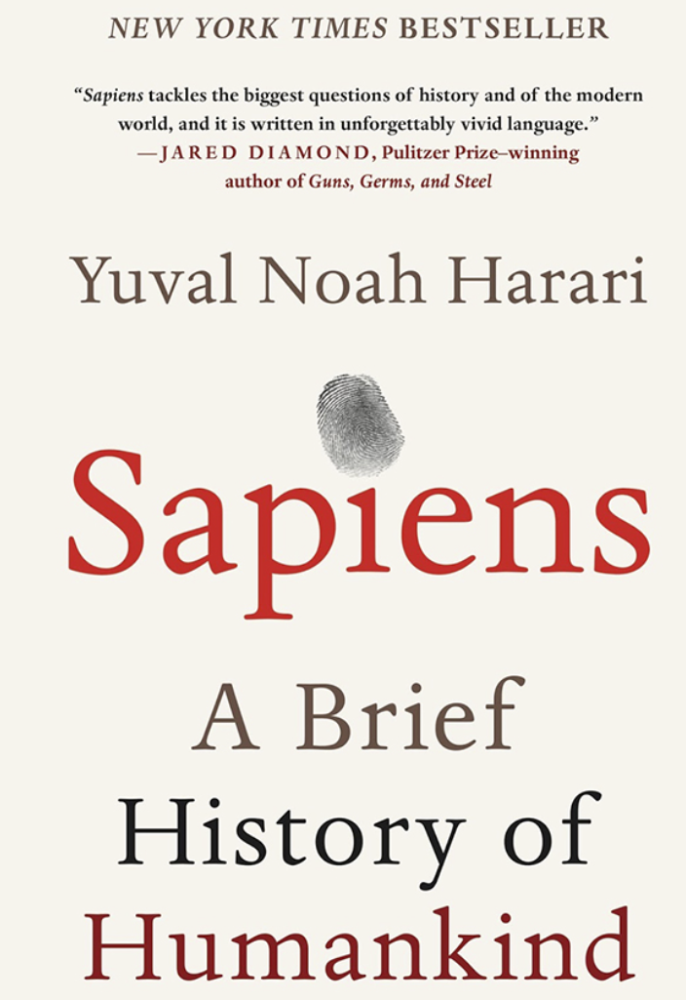 NEW YORK TIMES BESTSELLER
“Sapiens tackles the biggest questions of history and of the modern
world, and it is written in unforgettably vivid language.”
—JARED DIAMOND, Pulitzer Prize–winning
author of Guns, Germs, and Steel
Yuval Noah Harari
Sapiens
A Brief
History of
Humankind